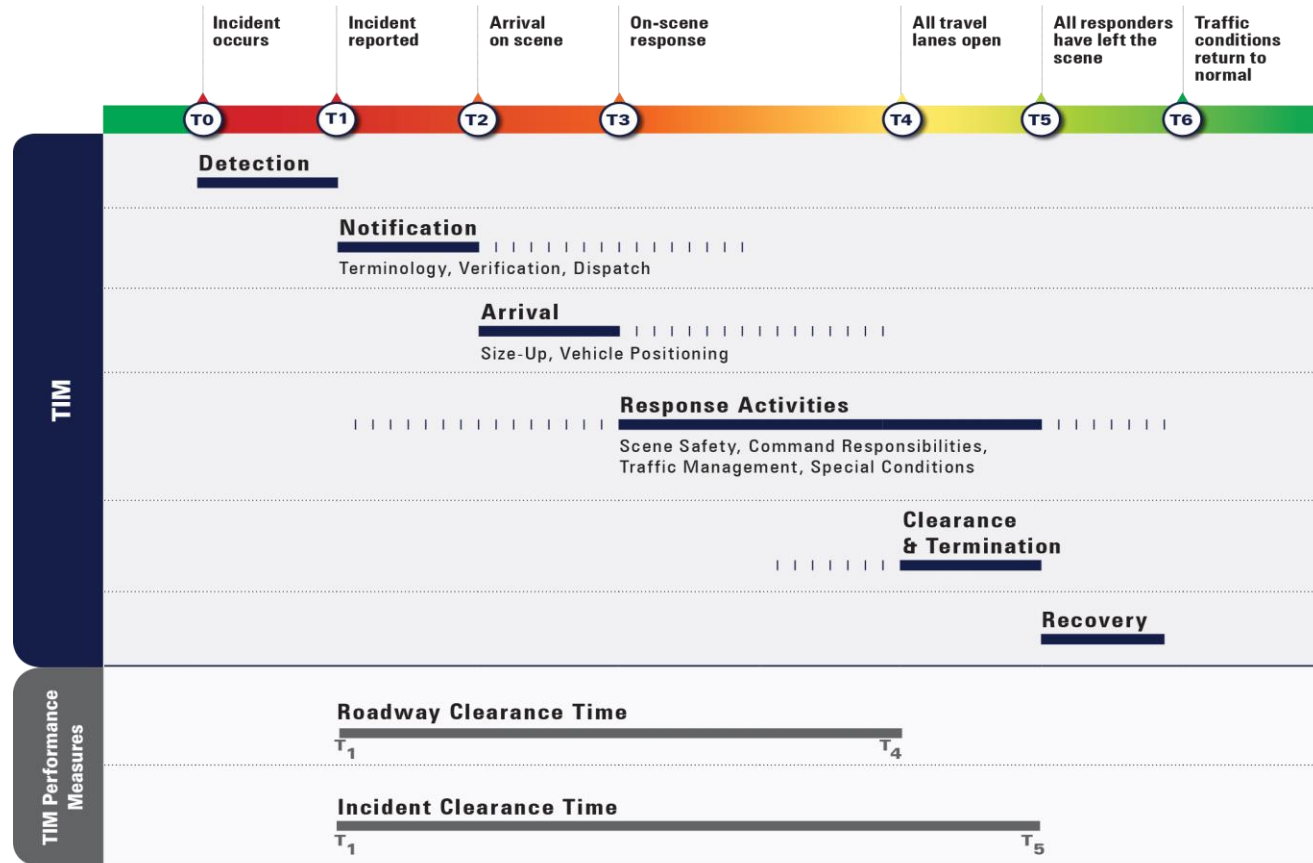 Incident
occurs
Incident
reported
Arrival
on scene
On-scene
response
All travel
lanes open
All responders
have left the
scene
Traffic
conditions
return to
normal
T0
T1
T2
T3
T4
T5
T6
TIM
Detection
Notification
Terminology, Verification, Dispatch
Arrival
Size-Up, Vehicle Positioning
Response Activities
Scene Safety, Command Responsibilities,
Traffic Management, Special Conditions
Clearance
& Termination
Recovery
TIM Performance
Measures
Roadway Clearance Time
T1
T4
Incident Clearance Time
T1
T5